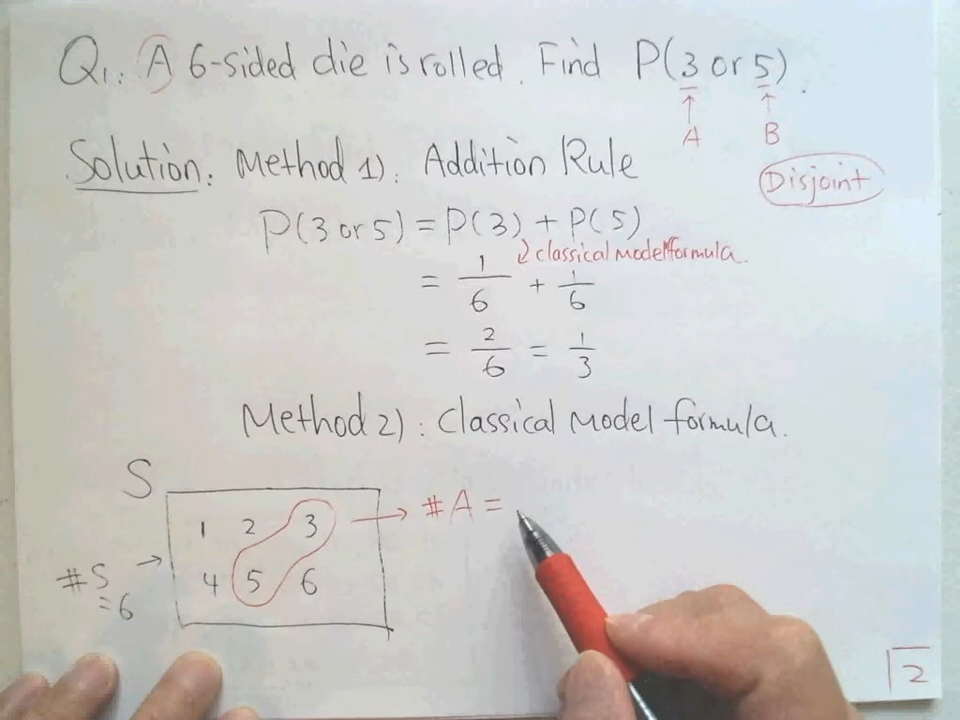 Q1: A 6-sided die is rolled. Find P(3 or 5).
↑ ↑
A B
Solution: Method 1): Addition Rule
Disjoint
P(3 or 5) = P(3) + P(5)
classical model formula.
= 1/6 + 1/6
= 2/6 = 1/3
Method 2): Classical Model formula.
S
1 2 3 → #A =
4 5 6
#S → 
= 6
2